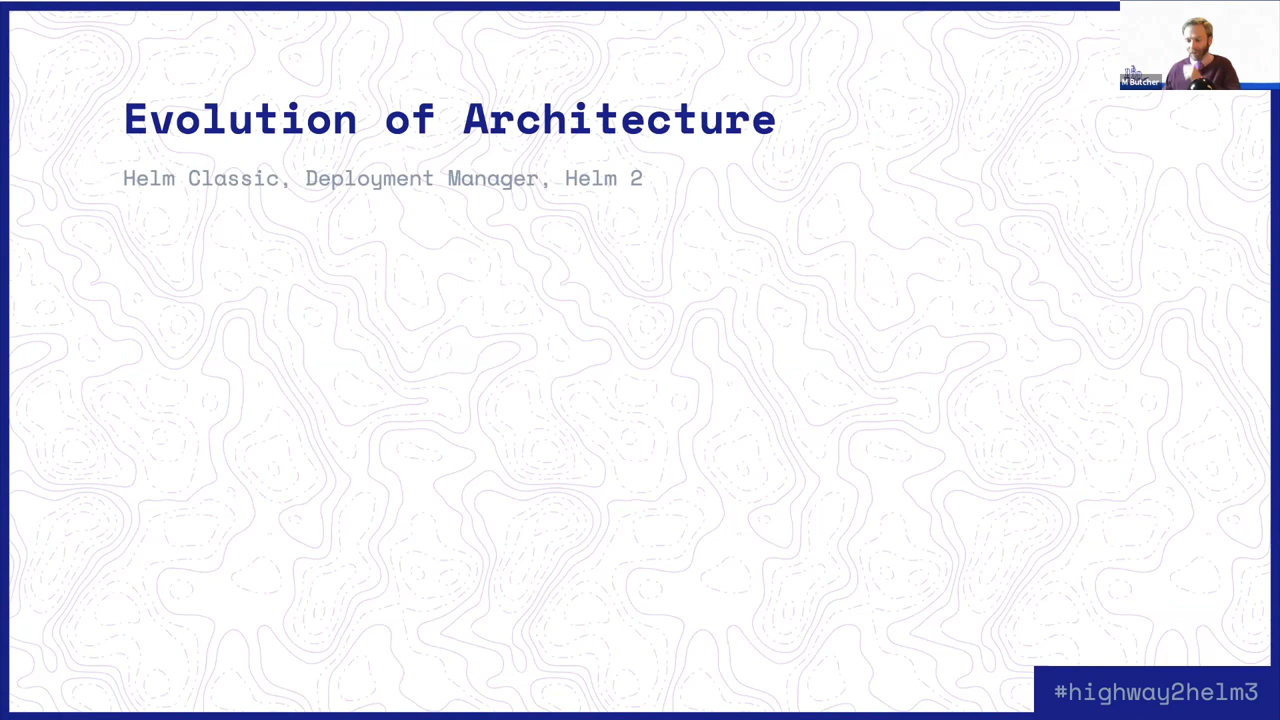 Evolution of Architecture
Helm Classic, Deployment Manager, Helm 2
M Butcher
#highway2helm3